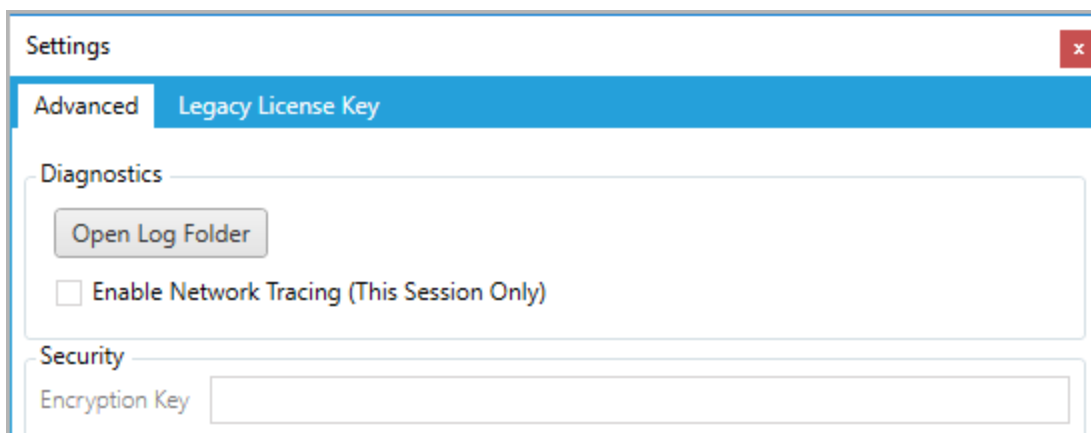 Settings
x
Advanced Legacy License Key
Diagnostics
Open Log Folder
Enable Network Tracing (This Session Only)
Security
Encryption Key